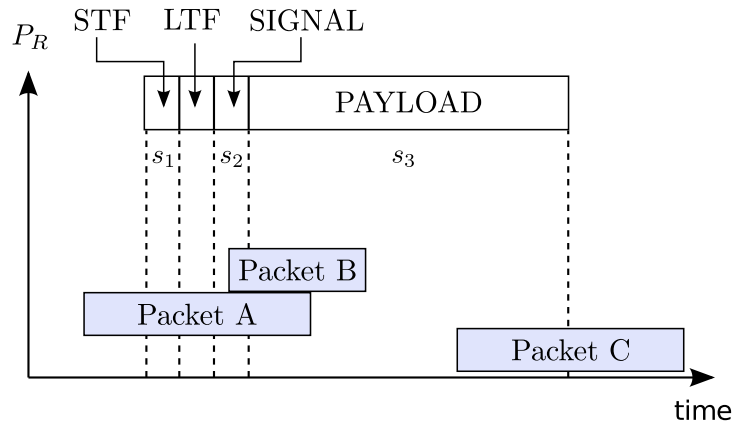 STF LTF SIGNAL
P_R
PAYLOAD
s_1 s_2 s_3
Packet B
Packet A
Packet C
time